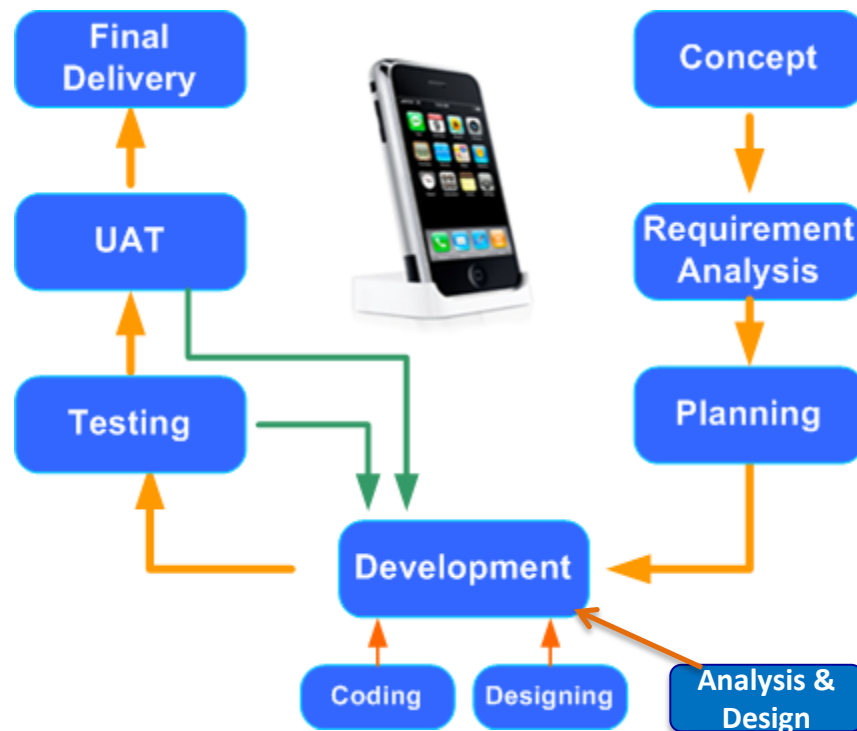 Final
Delivery
Concept
UAT
Requirement
Analysis
Testing
Planning
Development
Coding
Designing
Analysis &
Design